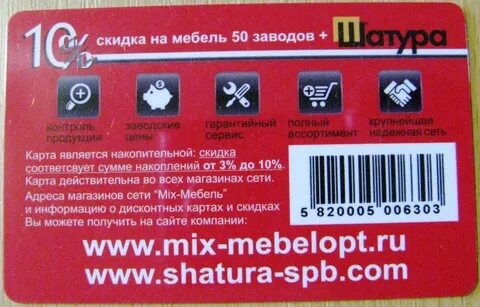 10% скидка на мебель 50 заводов + Шатура
контроль продукции
заводские цены
гарантийный сервис
полный ассортимент
крупнейшая надежная сеть
Карта является накопительной: скидка
соответсвует сумме накоплений от 3% до 10%.
Карта действительна во всех магазинах сети.
Адреса магазинов сети “Mix-Мебель”
и информацию о дисконтных картах и скидках
Вы можете получить на сайте компании:
5 820005 006303
www.mix-mebelopt.ru
www.shatura-spb.com